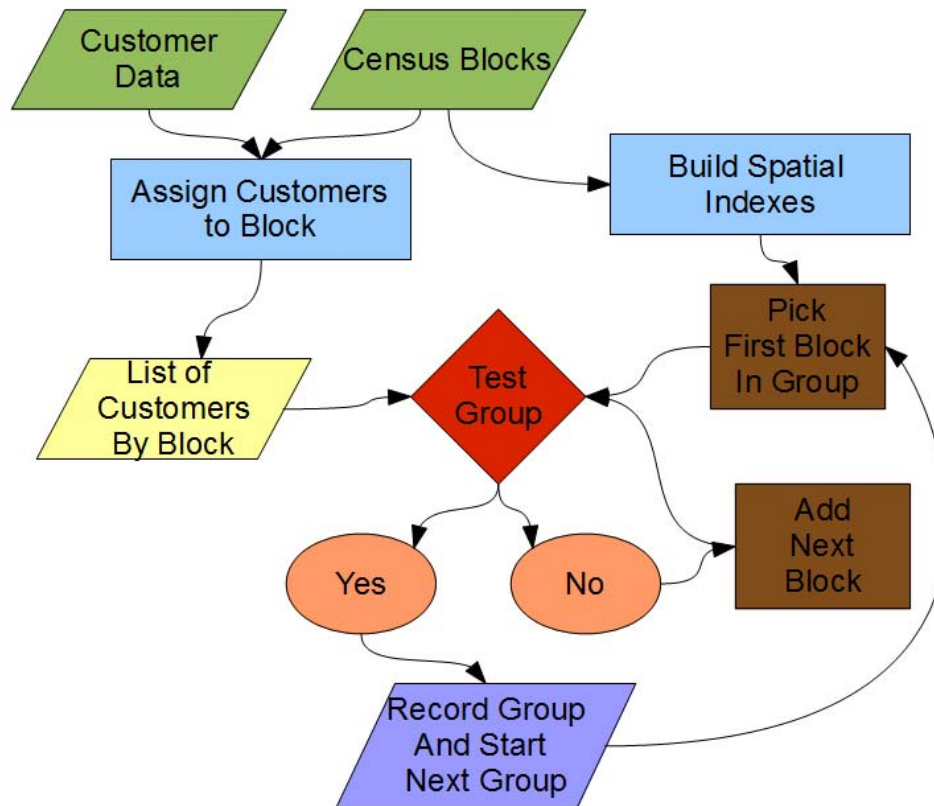 Customer
Data
Census Blocks
Assign Customers
to Block
Build Spatial
Indexes
Pick
First Block
In Group
List of
Customers
By Block
Test
Group
Add
Next
Block
Yes
No
Record Group
And Start
Next Group